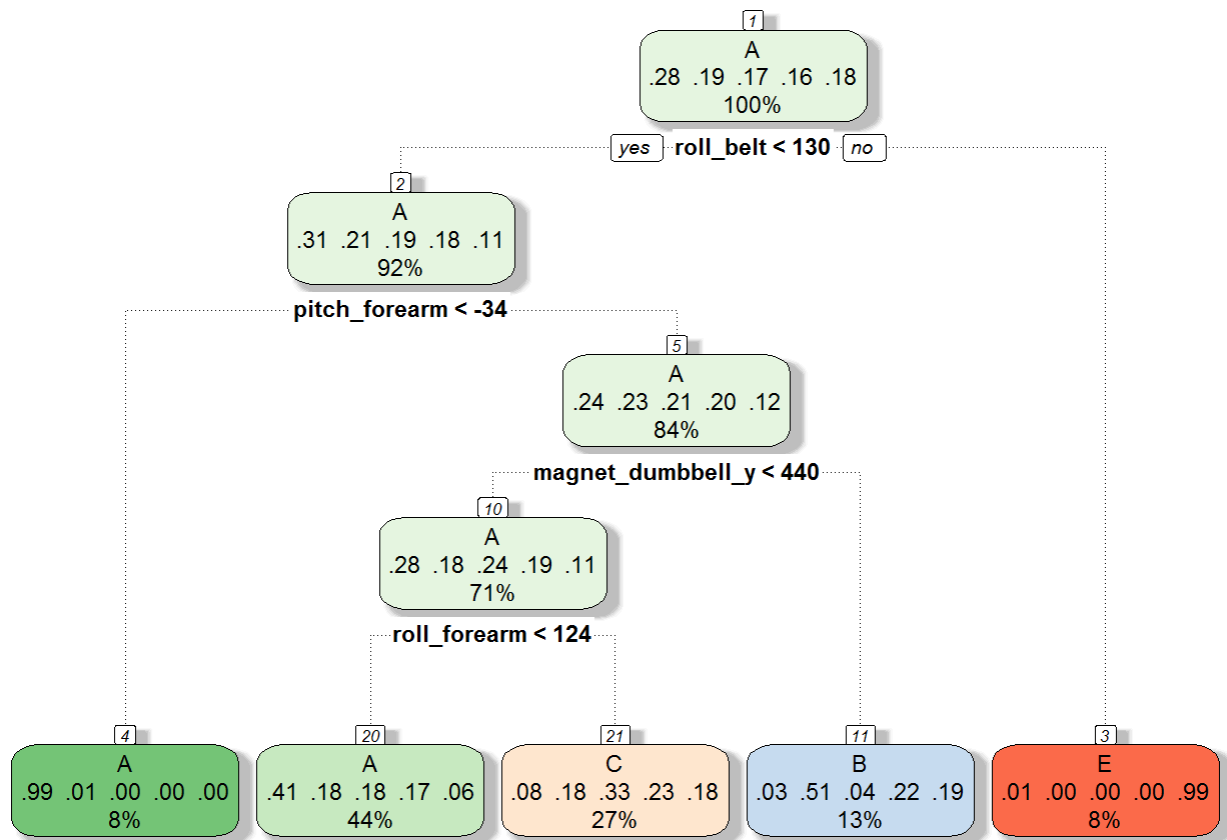 1
A
.28 .19 .17 .16 .18
100%
yes roll_belt < 130 no
2
A
.31 .21 .19 .18 .11
92%
pitch_forearm < -34
5
A
.24 .23 .21 .20 .12
84%
magnet_dumbbell_y < 440
10
A
.28 .18 .24 .19 .11
71%
roll_forearm < 124
4
A
.99 .01 .00 .00 .00
8%
20
A
.41 .18 .18 .17 .06
44%
21
C
.08 .18 .33 .23 .18
27%
11
B
.03 .51 .04 .22 .19
13%
3
E
.01 .00 .00 .00 .99
8%